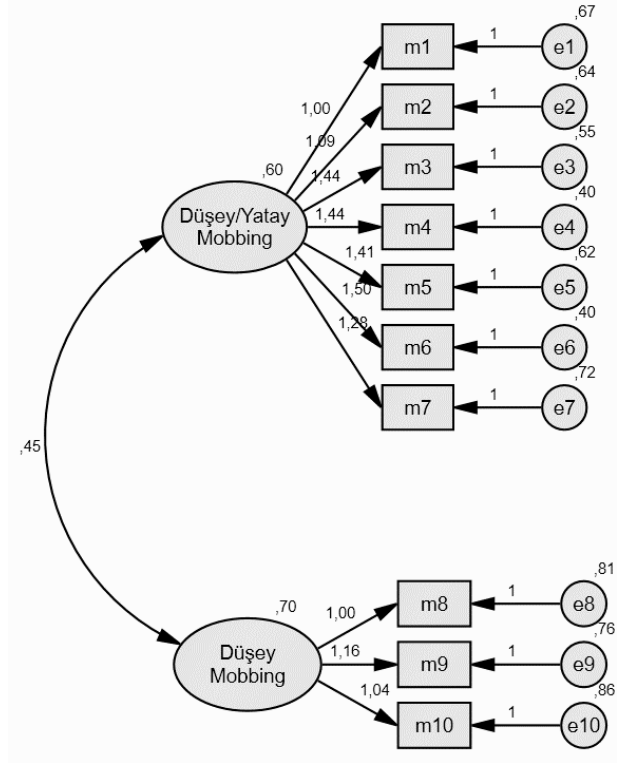 ,67
m1
1
e1
,64
1,00
m2
1
e2
,55
1,09
m3
1
e3
,60
1,44
,40
Düşey/Yatay
Mobbing
1,44
m4
1
e4
,62
1,41
m5
1
e5
,40
1,50
m6
1
e6
1,28
,72
m7
1
e7
,45
,81
,70
1,00
m8
1
e8
,76
Düşey
Mobbing
1,16
m9
1
e9
,86
1,04
m10
1
e10